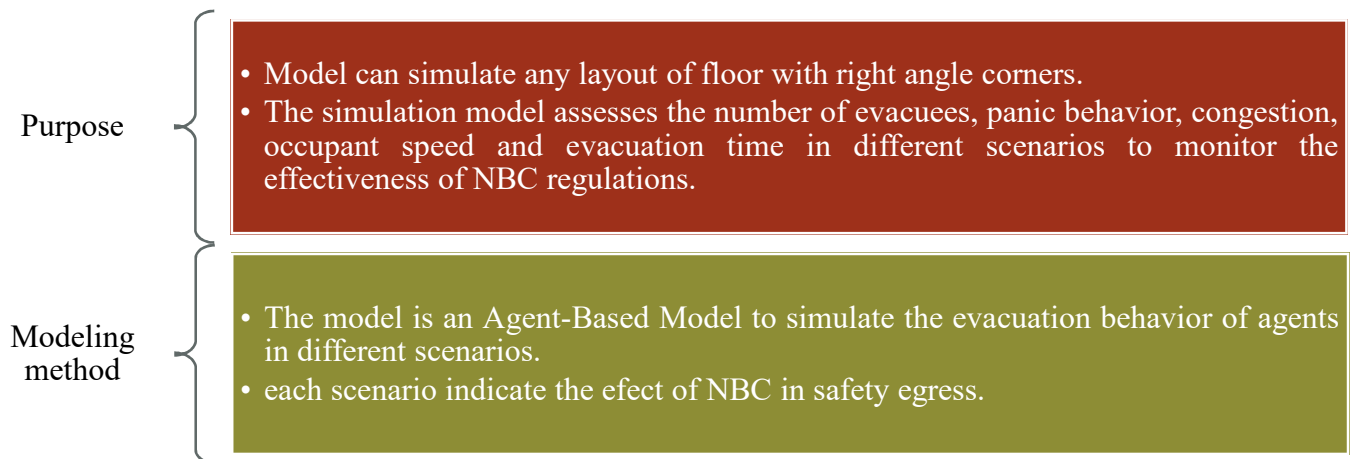 Purpose
• Model can simulate any layout of floor with right angle corners.
• The simulation model assesses the number of evacuees, panic behavior, congestion,
occupant speed and evacuation time in different scenarios to monitor the
effectiveness of NBC regulations.
Modeling
method
• The model is an Agent-Based Model to simulate the evacuation behavior of agents
in different scenarios.
• each scenario indicate the efect of NBC in safety egress.